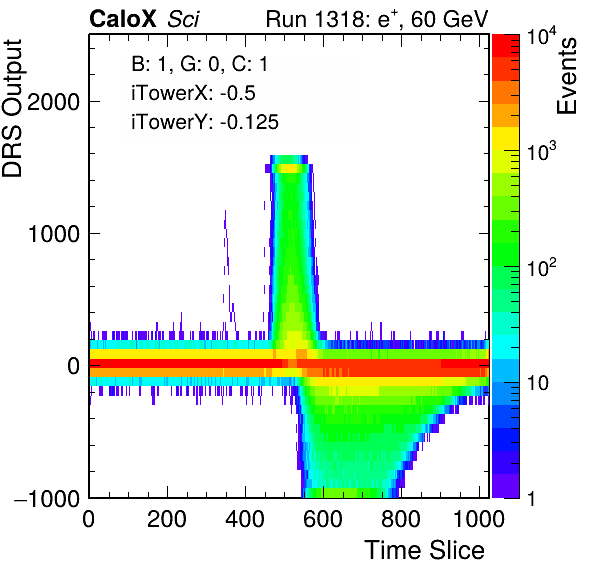 CaloX Sci Run 1318: e⁺, 60 GeV
B: 1, G: 0, C: 1
iTowerX: -0.5
iTowerY: -0.125
DRS Output
2000
1000
0
−1000
0 200 400 600 800 1000
Time Slice
Events
10⁴
10³
10²
10
1